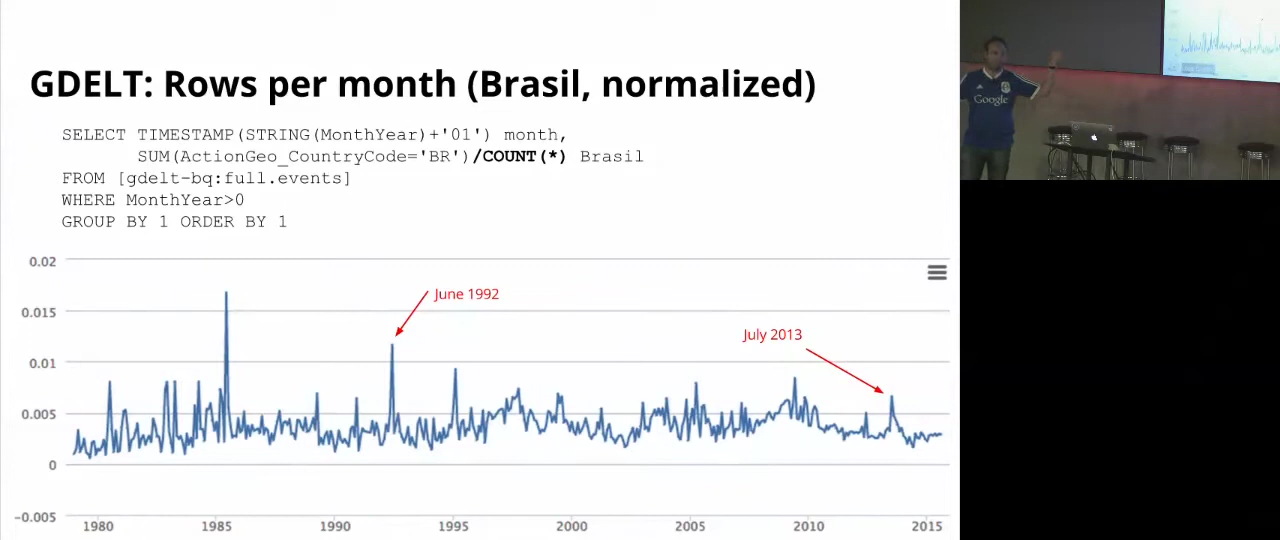 GDELT: Rows per month (Brasil, normalized)
SELECT TIMESTAMP(STRING(MonthYear)+'01') month,
SUM(ActionGeo_CountryCode='BR')/COUNT(*) Brasil
FROM [gdelt-bq:full.events]
WHERE MonthYear>0
GROUP BY 1 ORDER BY 1
0.02
0.015
0.01
0.005
0
-0.005
June 1992
July 2013
1980 1985 1990 1995 2000 2005 2010 2015
Google